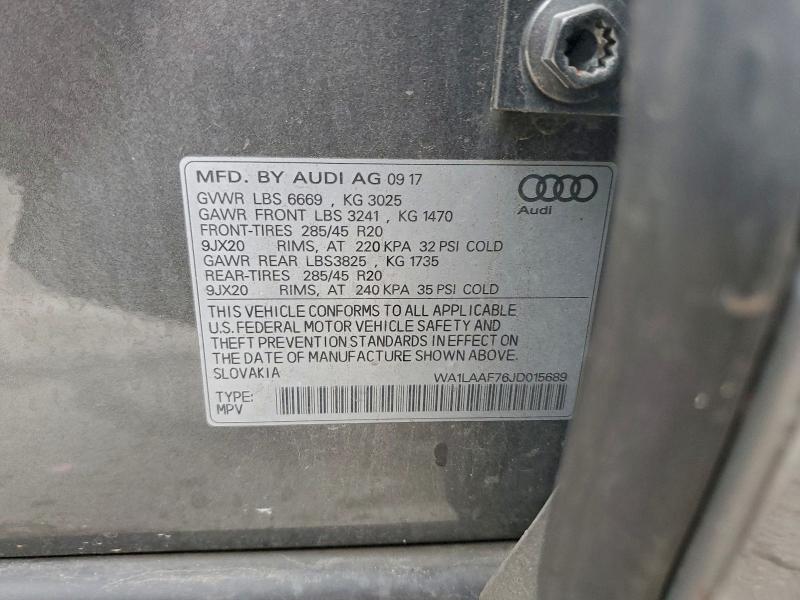 MFD. BY AUDI AG 09 17
Audi
GVWR LBS 6669 , KG 3025
GAWR FRONT LBS 3241 , KG 1470
FRONT-TIRES 285/45 R20
9JX20 RIMS, AT 220 KPA 32 PSI COLD
GAWR REAR LBS3825 , KG 1735
REAR-TIRES 285/45 R20
9JX20 RIMS, AT 240 KPA 35 PSI COLD
THIS VEHICLE CONFORMS TO ALL APPLICABLE
U.S. FEDERAL MOTOR VEHICLE SAFETY AND
THEFT PREVENTION STANDARDS IN EFFECT ON
THE DATE OF MANUFACTURE SHOWN ABOVE.
SLOVAKIA WA1LAAF76JD015689
TYPE:
MPV